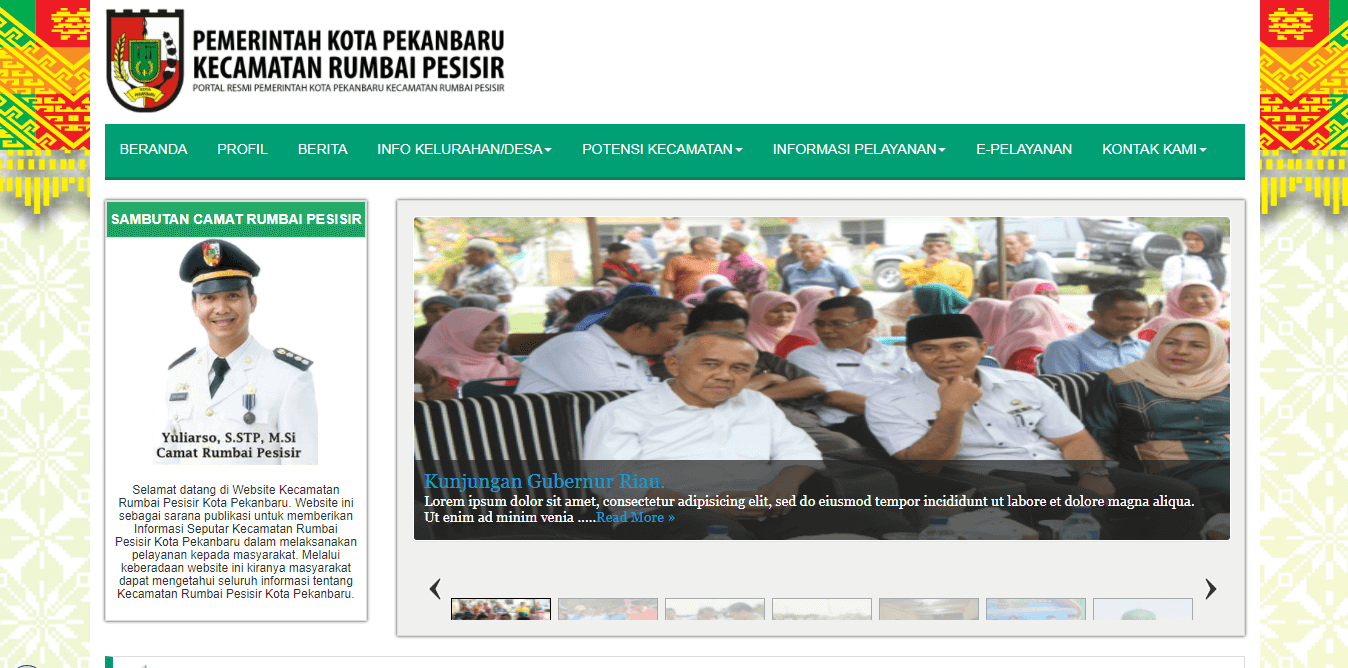 PEMERINTAH KOTA PEKANBARU
KECAMATAN RUMBAI PESISIR
PORTAL RESMI PEMERINTAH KOTA PEKANBARU KECAMATAN RUMBAI PESISIR
BERANDA PROFIL BERITA INFO KELURAHAN/DESA POTENSI KECAMATAN INFORMASI PELAYANAN E-PELAYANAN KONTAK KAMI
SAMBUTAN CAMAT RUMBAI PESISIR
Yuliarso, S.STP, M.Si
Camat Rumbai Pesisir
Selamat datang di Website Kecamatan
Rumbai Pesisir Kota Pekanbaru. Website ini
sebagai sarana publikasi untuk memberikan
Informasi Seputar Kecamatan Rumbai
Pesisir Kota Pekanbaru dalam melaksanakan
pelayanan kepada masyarakat. Melalui
keberadaan website ini kiranya masyarakat
dapat mengetahui seluruh informasi tentang
Kecamatan Rumbai Pesisir Kota Pekanbaru.
Kunjungan Gubernur Riau.
Lorem ipsum dolor sit amet, consectetur adipisicing elit, sed do eiusmod tempor incididunt ut labore et dolore magna aliqua.
Ut enim ad minim venia .....Read More »